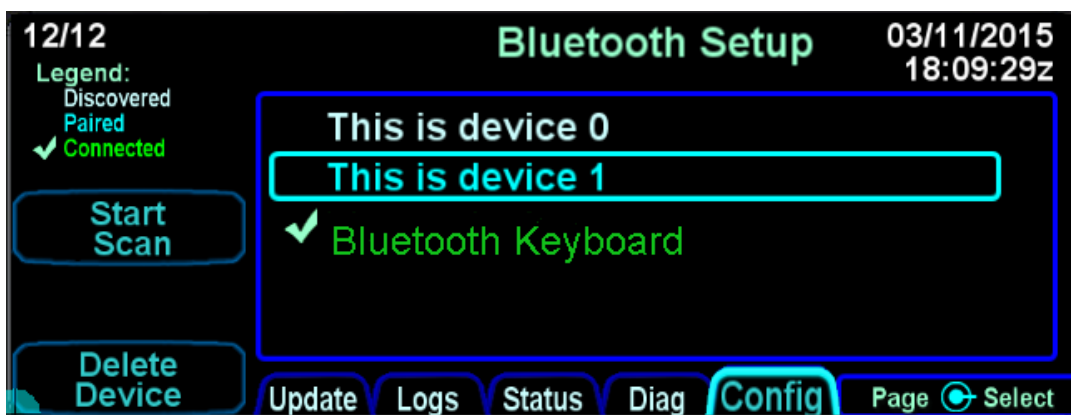 12/12
Bluetooth Setup
03/11/2015
18:09:29z
Legend:
Discovered
Paired
Connected
This is device 0
This is device 1
Bluetooth Keyboard
Start
Scan
Delete
Device
Update
Logs
Status
Diag
Config
Page Select